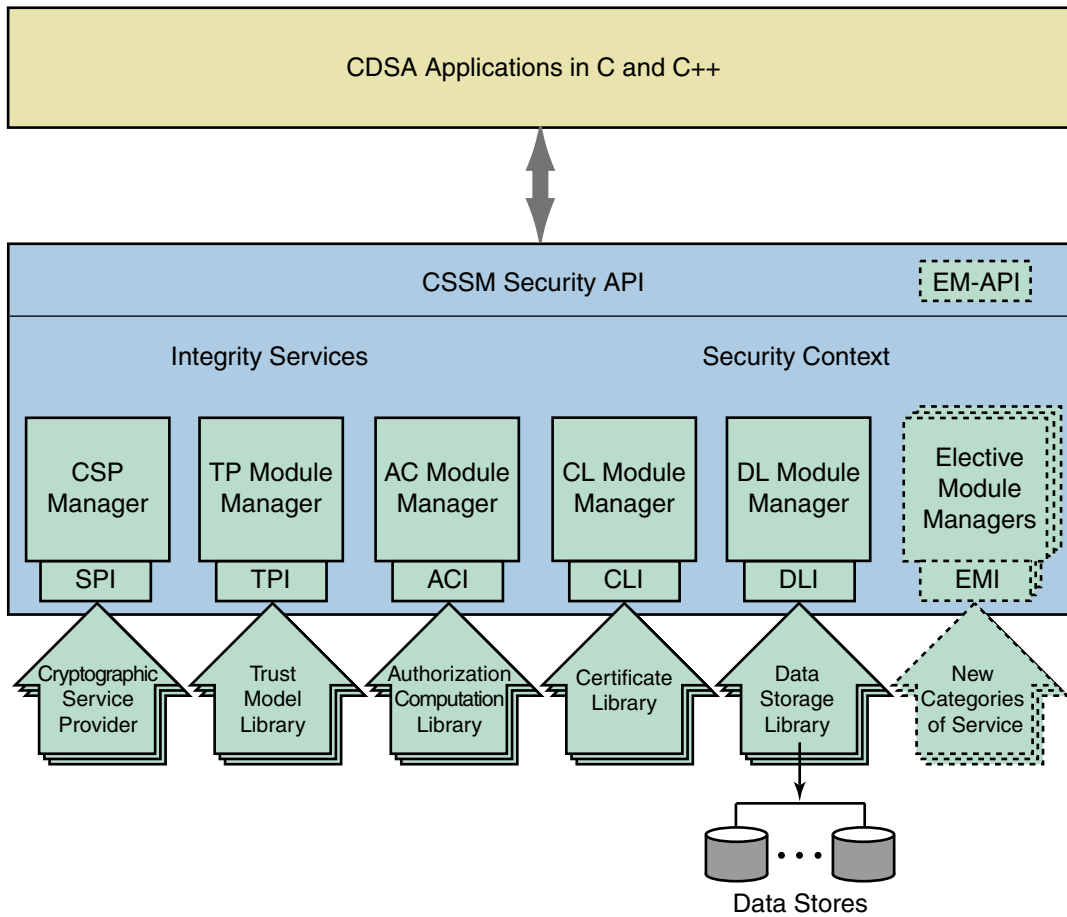 CDSA Applications in C and C++
CSSM Security API
EM-API
Integrity Services
Security Context
CSP
Manager
TP Module
Manager
AC Module
Manager
CL Module
Manager
DL Module
Manager
Elective
Module
Managers
SPI
TPI
ACI
CLI
DLI
EMI
Cryptographic
Service
Provider
Trust
Model
Library
Authorization
Computation
Library
Certificate
Library
Data
Storage
Library
New
Categories
of Service
Data Stores